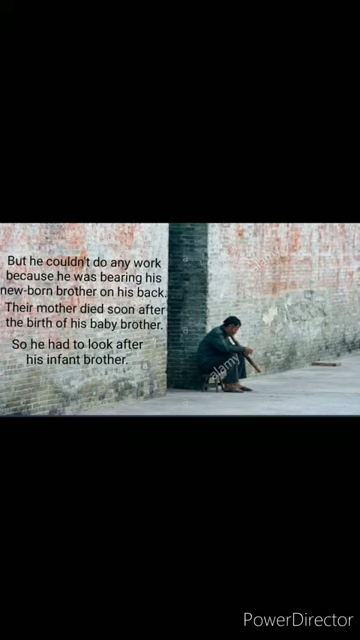 But he couldn't do any work
because he was bearing his
new-born brother on his back.
Their mother died soon after
the birth of his baby brother.
So he had to look after
his infant brother.
alamy
PowerDirector